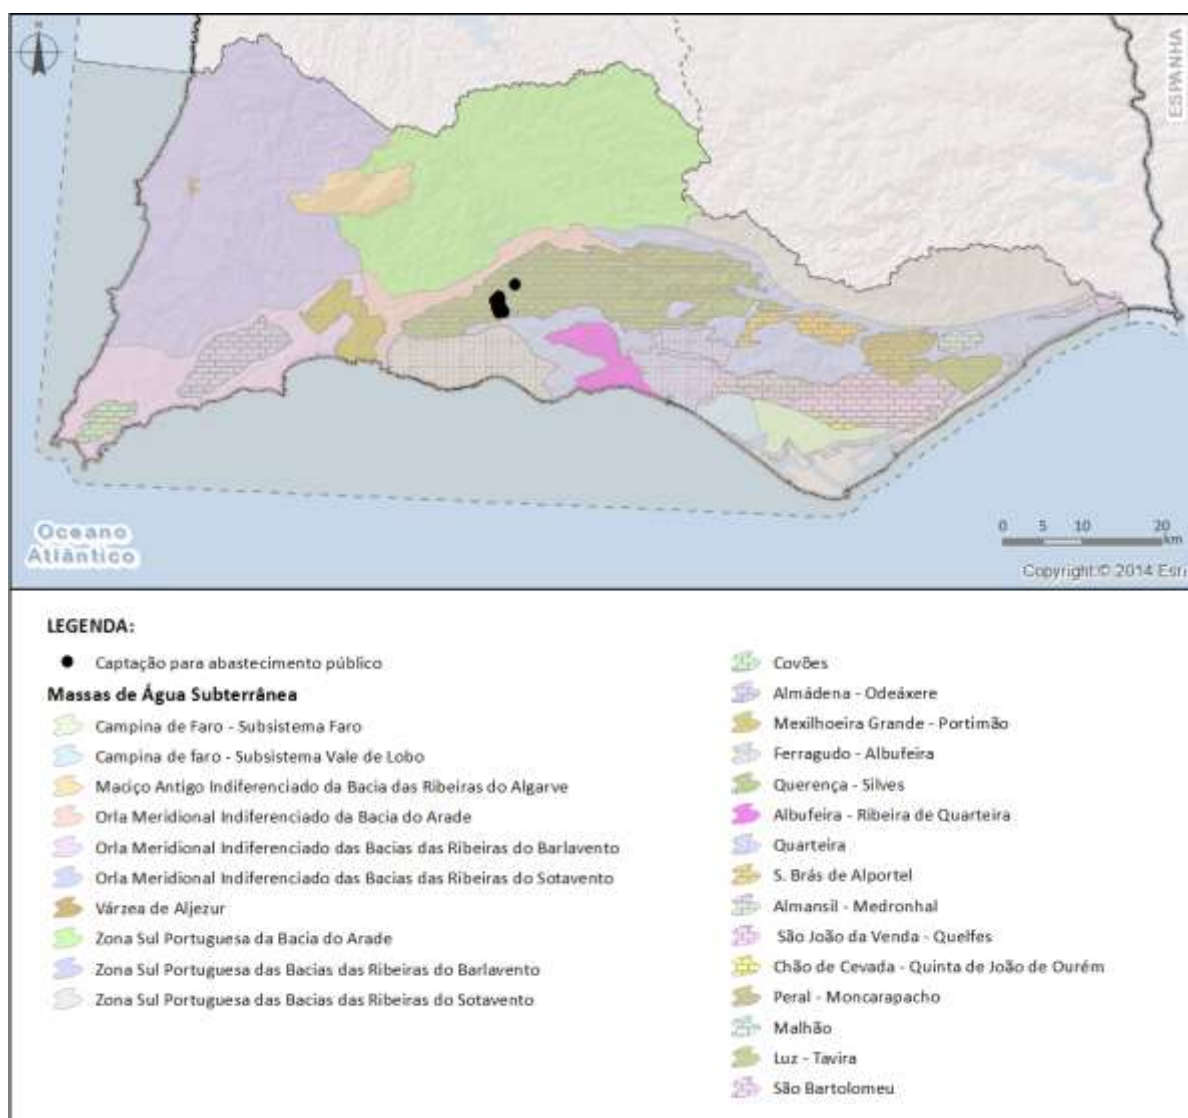 N
ESPANHA
Oceano
Atlântico
0 5 10 20
km
Copyright:© 2014 Esri
LEGENDA:
Captação para abastecimento público
Massas de Água Subterrânea
Campina de Faro - Subsistema Faro
Campina de faro - Subsistema Vale de Lobo
Maciço Antigo Indiferenciado da Bacia das Ribeiras do Algarve
Orla Meridional Indiferenciado da Bacia do Arade
Orla Meridional Indiferenciado das Bacias das Ribeiras do Barlavento
Orla Meridional Indiferenciado das Bacias das Ribeiras do Sotavento
Várzea de Aljezur
Zona Sul Portuguesa da Bacia do Arade
Zona Sul Portuguesa das Bacias das Ribeiras do Barlavento
Zona Sul Portuguesa das Bacias das Ribeiras do Sotavento
Covões
Almádena - Odeáxere
Mexilhoeira Grande - Portimão
Ferragudo - Albufeira
Querença - Silves
Albufeira - Ribeira de Quarteira
Quarteira
S. Brás de Alportel
Almansil - Medronhal
São João da Venda - Quelfes
Chão de Cevada - Quinta de João de Ourém
Peral - Moncarapacho
Malhão
Luz - Tavira
São Bartolomeu